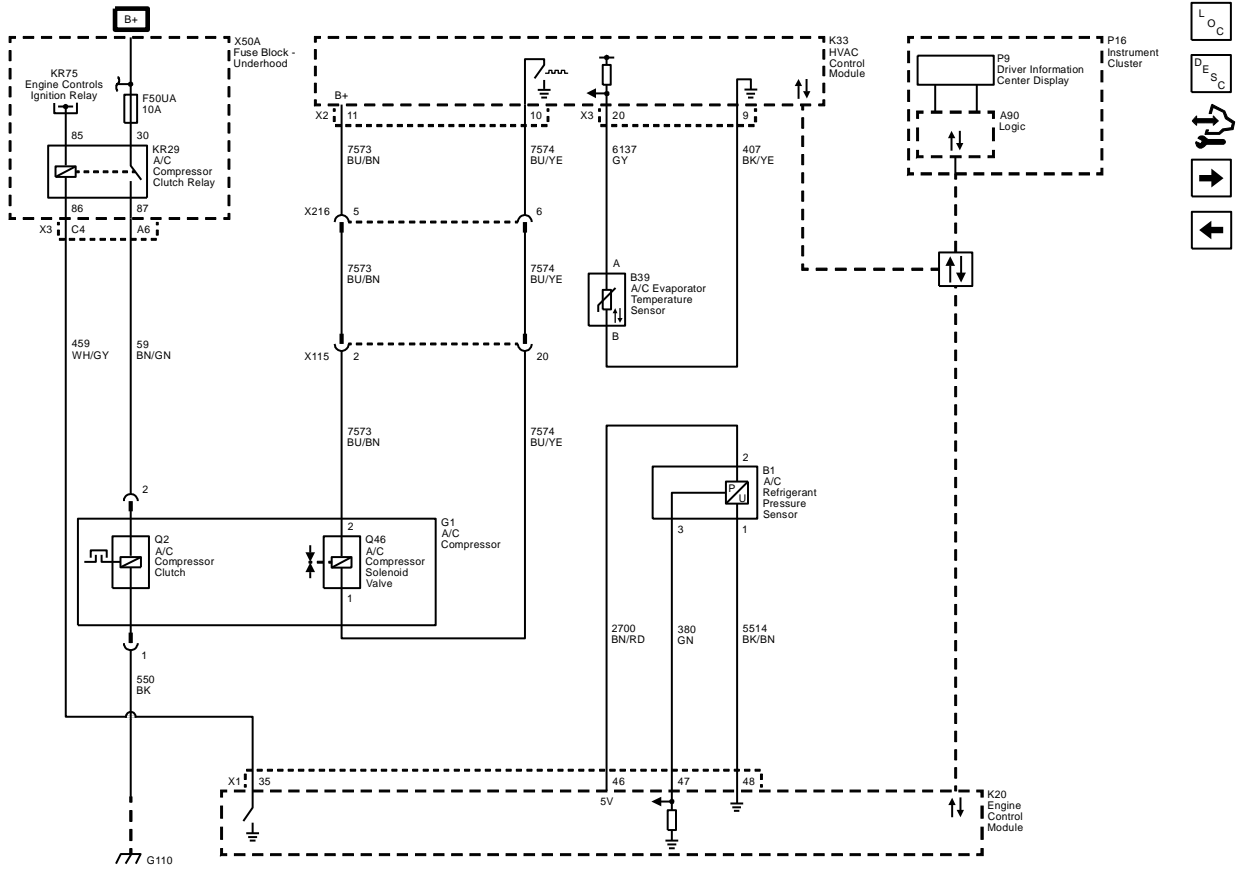 B+
X50A
Fuse Block -
Underhood
KR75
Engine Controls
Ignition Relay
F50UA
10A
85
30
KR29
A/C
Compressor
Clutch Relay
86
87
X3
C4
A6
459
WH/GY
59
BN/GN
2
Q2
A/C
Compressor
Clutch
1
550
BK
G110
K33
HVAC
Control
Module
B+
X2
11
10
X3
20
9
7573
BU/BN
7574
BU/YE
6137
GY
407
BK/YE
X216
5
6
7573
BU/BN
7574
BU/YE
A
B39
A/C Evaporator
Temperature
Sensor
B
X115
2
20
7573
BU/BN
7574
BU/YE
G1
A/C
Compressor
2
Q46
A/C
Compressor
Solenoid
Valve
1
2
B1
A/C
Refrigerant
Pressure
Sensor
P
U
3
1
2700
BN/RD
380
GN
5514
BK/BN
X1
35
46
47
48
5V
K20
Engine
Control
Module
P16
Instrument
Cluster
P9
Driver Information
Center Display
A90
Logic
LOC
DESC